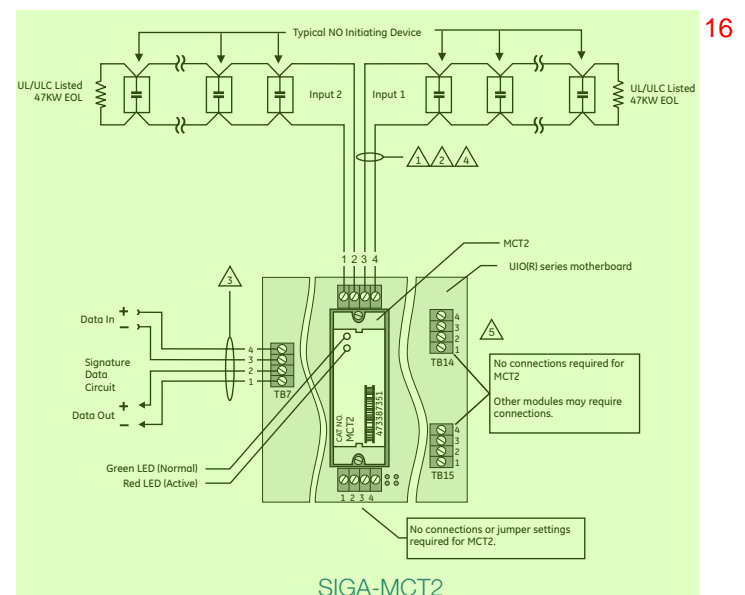 16
Typical NO Initiating Device
UL/ULC Listed
47KW EOL
Input 2
Input 1
UL/ULC Listed
47KW EOL
1
2
4
MCT2
UIO(R) series motherboard
1 2 3 4
3
Data In
+
−
Signature
Data
Circuit
Data Out
+
−
4
3
2
1
TB7
CAT NO.
MCT2
473387351
4
3
2
1
TB14
5
No connections required for
MCT2
Other modules may require
connections.
4
3
2
1
TB15
Green LED (Normal)
Red LED (Active)
1 2 3 4
No connections or jumper settings
required for MCT2.
SIGA-MCT2